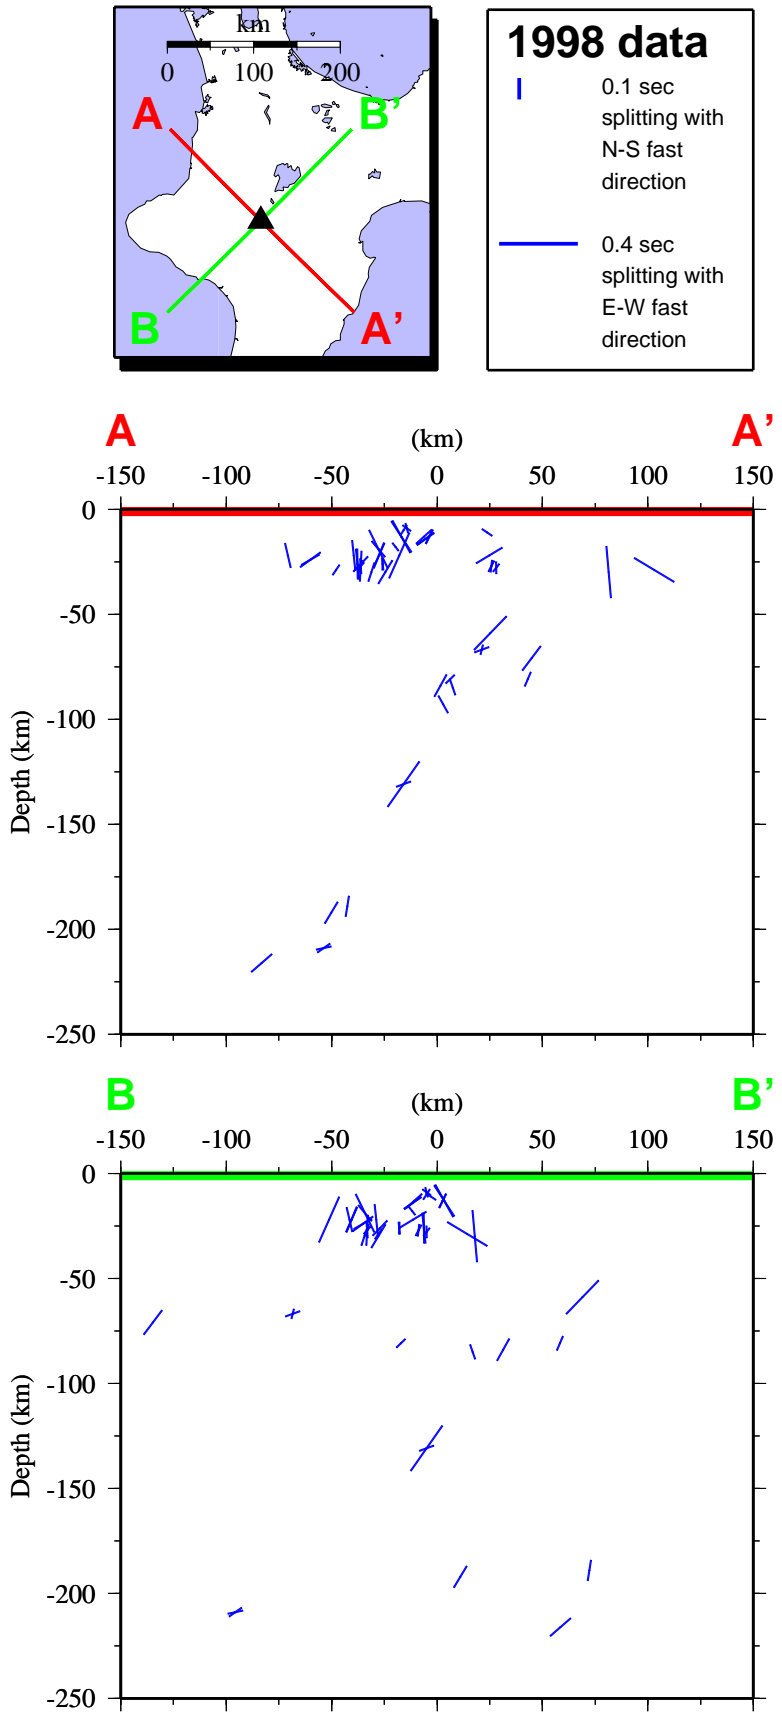 km
0 100 200
A
B’
B
A’
1998 data
0.1 sec
splitting with
N-S fast
direction
0.4 sec
splitting with
E-W fast
direction
A
(km)
A’
-150 -100 -50 0 50 100 150
0
-50
-100
-150
-200
-250
Depth (km)
B
(km)
B’
-150 -100 -50 0 50 100 150
0
-50
-100
-150
-200
-250
Depth (km)